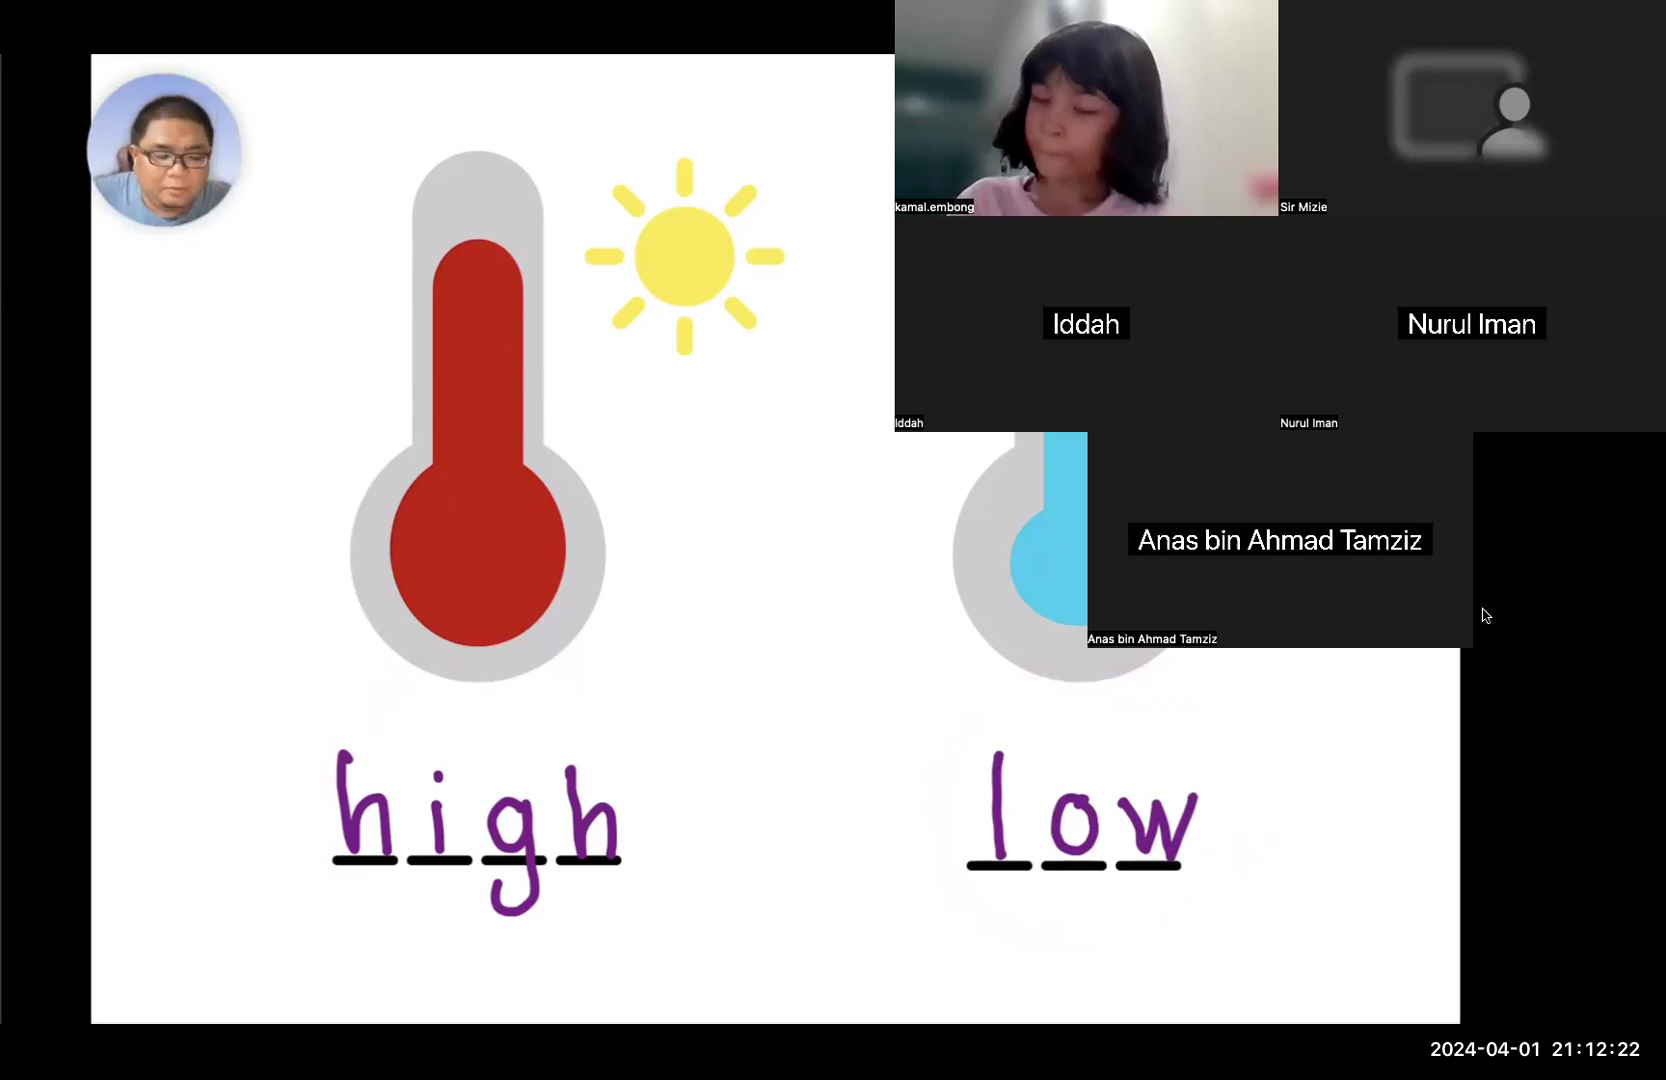 kamal.embong
Sir Mizie
Iddah
Nurul Iman
Iddah
Nurul Iman
Anas bin Ahmad Tamziz
Anas bin Ahmad Tamziz
high
low
2024-04-01 21:12:22